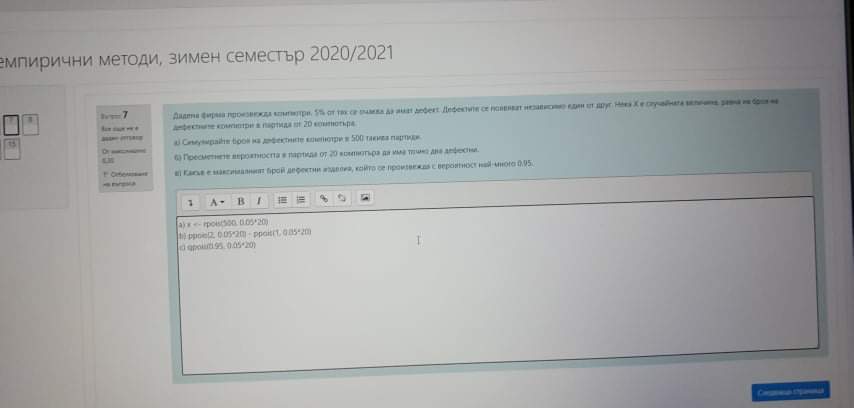 емпирични методи, зимен семестър 2020/2021
7
8
15
Въпрос 7
Все още не е
даден отговор
От максимално
0,30
Отбелязване
на въпроса
Дадена фирма произвежда компютри. 5% от тях се очаква да имат дефект. Дефектите се появяват независимо един от друг. Нека X е случайната величина, равна на броя на
дефектните компютри в партида от 20 компютъра.
а) Симулирайте броя на дефектните компютри в 500 такива партиди.
б) Пресметнете вероятността в партида от 20 компютъра да има точно два дефектни.
в) Какъв е максималният брой дефектни изделия, който се произвежда с вероятност най-много 0.95.
A B I
a) x <- rpois(500, 0.05*20)
b) ppois(2, 0.05*20) - ppois(1, 0.05*20)
c) qpois(0.95, 0.05*20)
Следваща страница